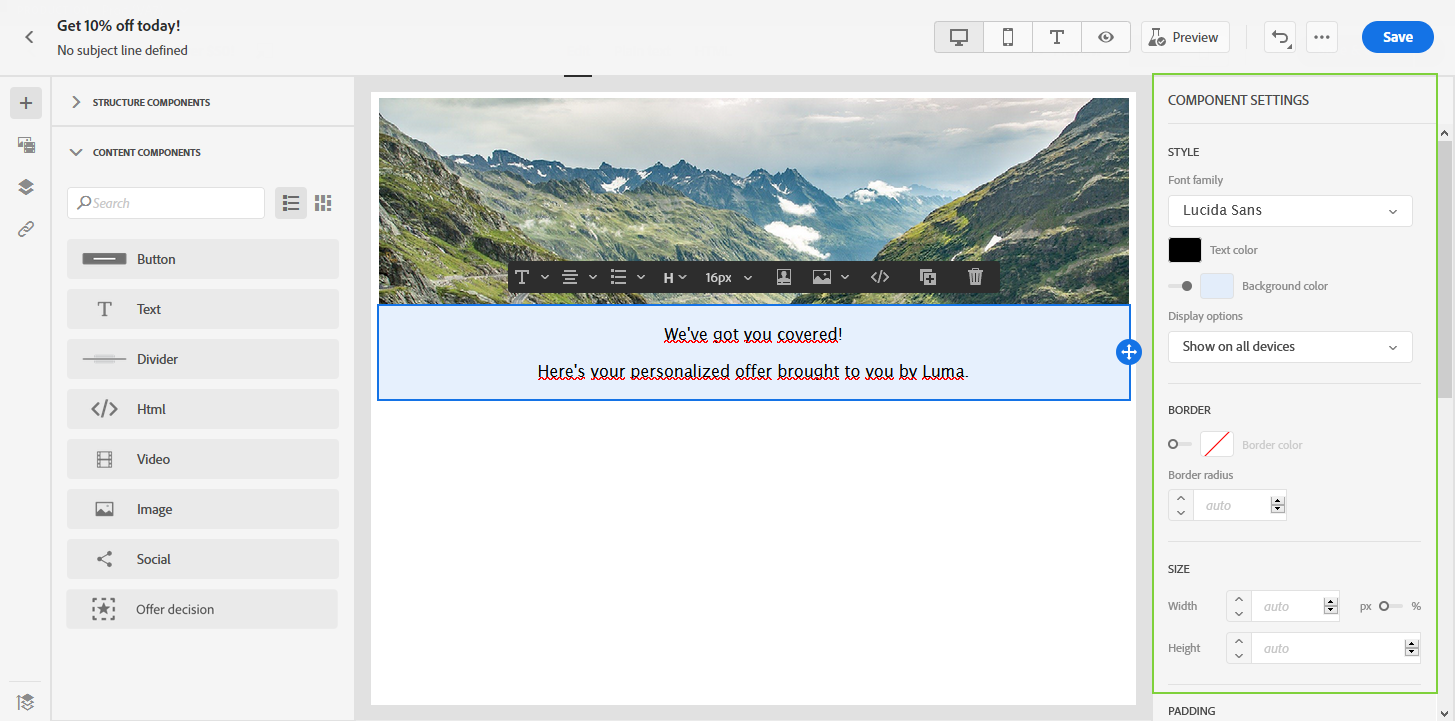 Get 10% off today!
No subject line defined
Preview
Save
STRUCTURE COMPONENTS
CONTENT COMPONENTS
Search
Button
Text
Divider
Html
Video
Image
Social
Offer decision
H
16px
We've got you covered!
Here's your personalized offer brought to you by Luma.
COMPONENT SETTINGS
STYLE
Font family
Lucida Sans
Text color
Background color
Display options
Show on all devices
BORDER
Border color
Border radius
auto
SIZE
Width auto px %
Height auto
PADDING